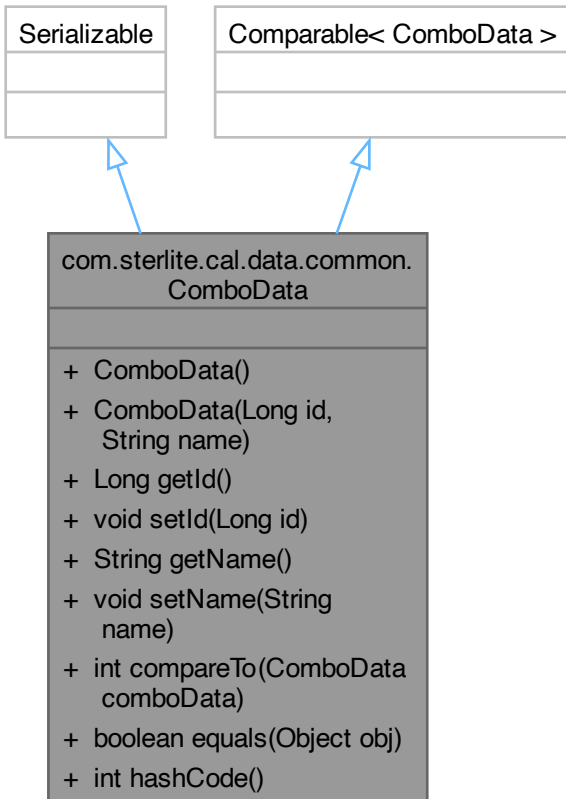 Serializable
Comparable< ComboData >
com.sterlite.cal.data.common.
ComboData
+ ComboData()
+ ComboData(Long id,
String name)
+ Long getId()
+ void setId(Long id)
+ String getName()
+ void setName(String
name)
+ int compareTo(ComboData
comboData)
+ boolean equals(Object obj)
+ int hashCode()